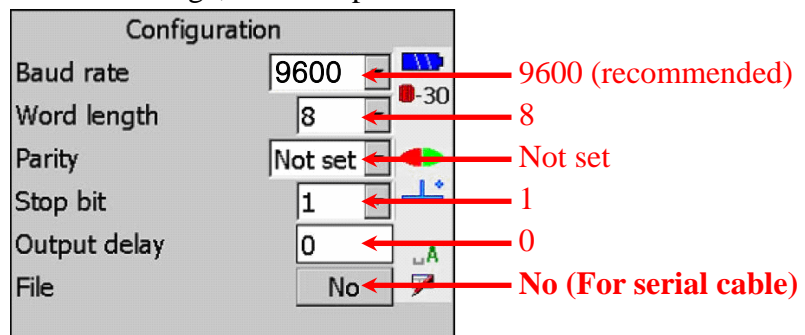 Configuration
Baud rate 9600 9600 (recommended)
-30
Word length 8 8
Parity Not set Not set
Stop bit 1 1
Output delay 0 0
A
File No No (For serial cable)